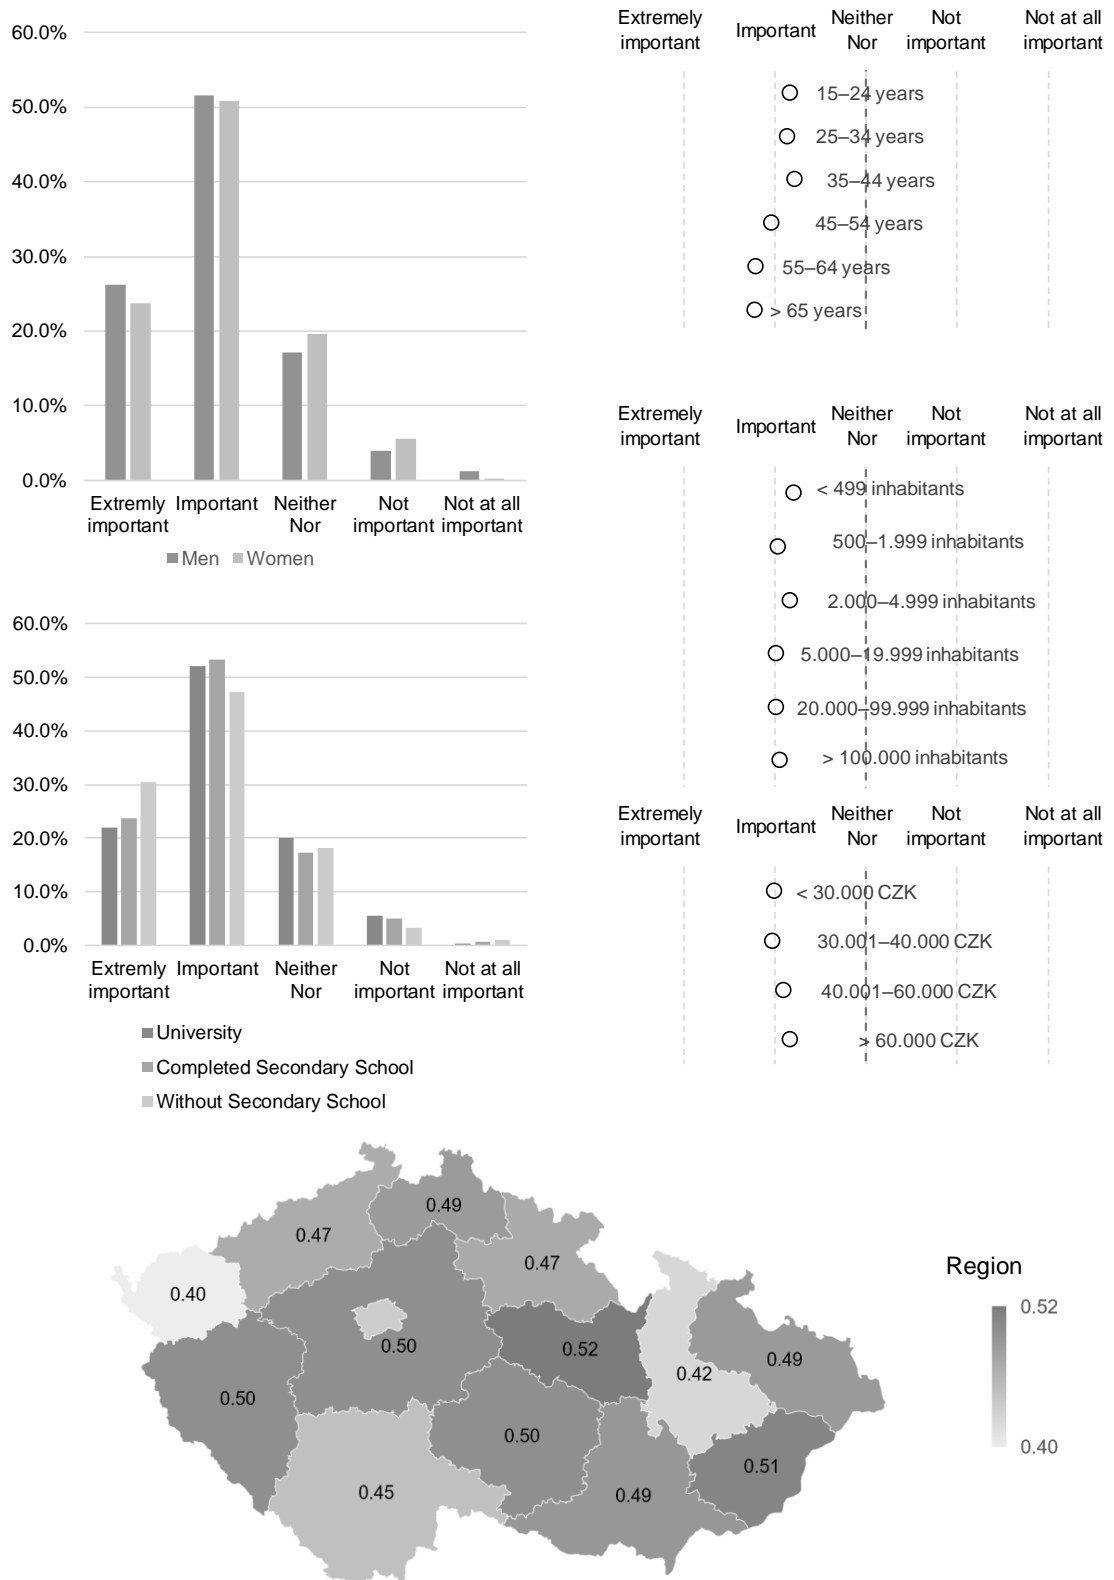 60.0%
50.0%
40.0%
30.0%
20.0%
10.0%
0.0%
Extremly important
Important
Neither Nor
Not important
Not at all important
Men Women
60.0%
50.0%
40.0%
30.0%
20.0%
10.0%
0.0%
Extremly important
Important
Neither Nor
Not important
Not at all important
University
Completed Secondary School
Without Secondary School
Extremely important
Important
Neither Nor
Not important
Not at all important
15–24 years
25–34 years
35–44 years
45–54 years
55–64 years
> 65 years
Extremely important
Important
Neither Nor
Not important
Not at all important
< 499 inhabitants
500–1.999 inhabitants
2.000–4.999 inhabitants
5.000–19.999 inhabitants
20.000–99.999 inhabitants
> 100.000 inhabitants
Extremely important
Important
Neither Nor
Not important
Not at all important
< 30.000 CZK
30.001–40.000 CZK
40.001–60.000 CZK
> 60.000 CZK
0.49
0.47
0.47
0.40
0.50
0.52
0.49
0.42
0.50
0.50
0.51
0.45
0.49
Region
0.52
0.40